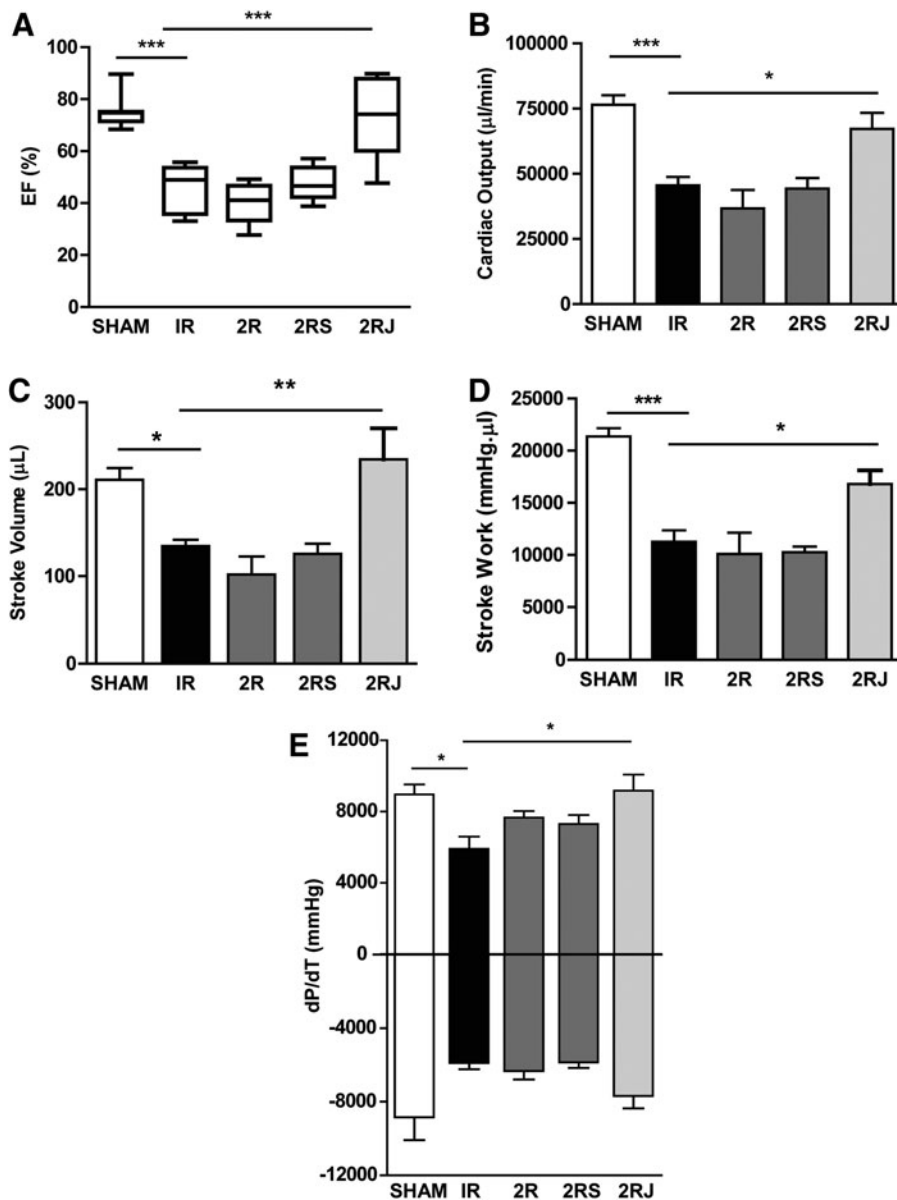 A
***
***
100
80
60
40
20
0
EF (%)
SHAM IR 2R 2RS 2RJ
B
***
*
100000
75000
50000
25000
0
Cardiac Output (µl/min)
SHAM IR 2R 2RS 2RJ
C
**
*
300
200
100
0
Stroke Volume (µL)
SHAM IR 2R 2RS 2RJ
D
***
*
25000
20000
15000
10000
5000
0
Stroke Work (mmHg.µl)
SHAM IR 2R 2RS 2RJ
E
*
*
12000
8000
4000
0
-4000
-8000
-12000
dP/dT (mmHg)
SHAM IR 2R 2RS 2RJ